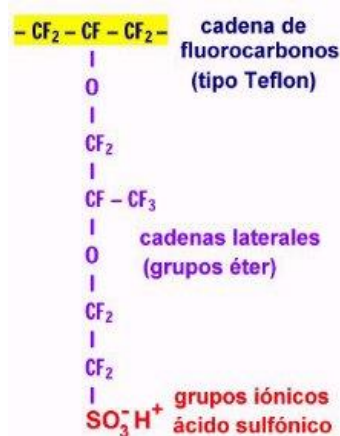 – CF₂ – CF – CF₂ –
cadena de
fluorocarbonos
(tipo Teflon)
O
CF₂
CF – CF₃
O
cadenas laterales
(grupos éter)
CF₂
CF₂
SO₃⁻ H⁺
grupos iónicos
ácido sulfónico